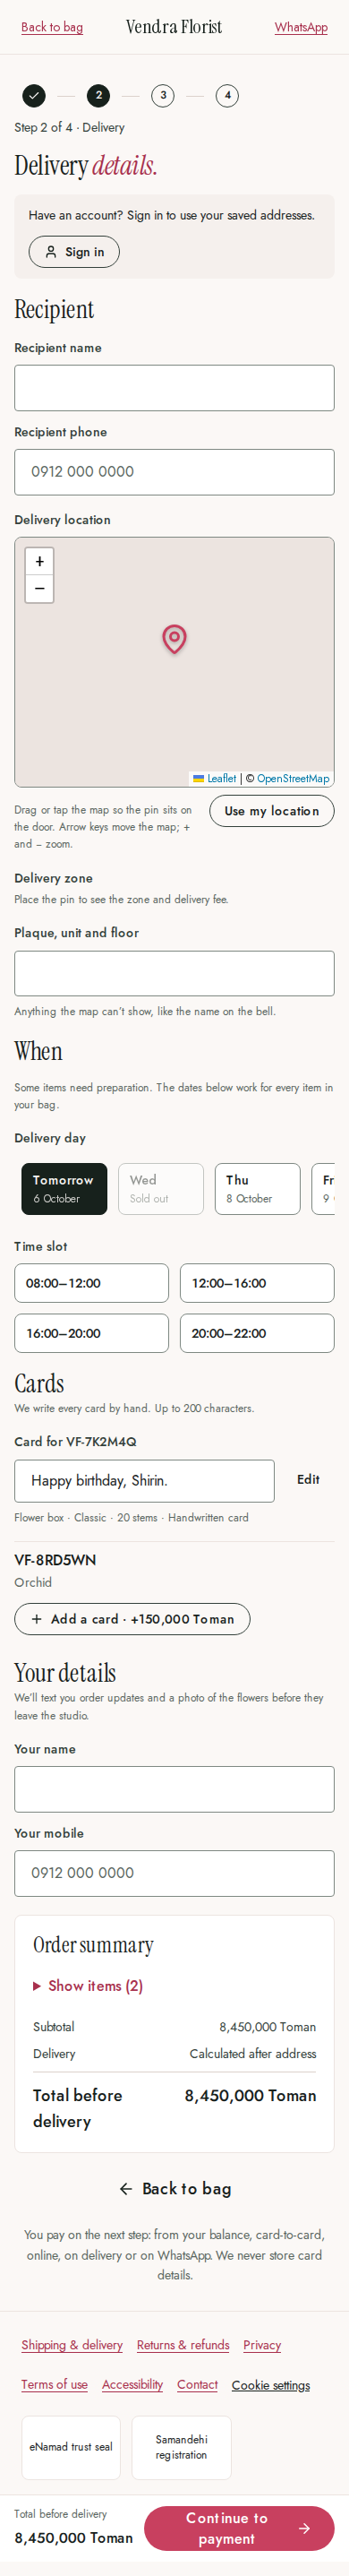 Back to bag
Vendra Florist
WhatsApp
2
3
4
Step 2 of 4 · Delivery
Delivery details.
Have an account? Sign in to use your saved addresses.
Sign in
Recipient
Recipient name
Recipient phone
0912 000 0000
Delivery location
+
−
Leaflet | © OpenStreetMap
Drag or tap the map so the pin sits on
the door. Arrow keys move the map; +
and − zoom.
Use my location
Delivery zone
Place the pin to see the zone and delivery fee.
Plaque, unit and floor
Anything the map can't show, like the name on the bell.
When
Some items need preparation. The dates below work for every item in
your bag.
Delivery day
Tomorrow
6 October
Wed
Sold out
Thu
8 October
Fr
9
Time slot
08:00–12:00
12:00–16:00
16:00–20:00
20:00–22:00
Cards
We write every card by hand. Up to 200 characters.
Card for VF-7K2M4Q
Happy birthday, Shirin.
Edit
Flower box · Classic · 20 stems · Handwritten card
VF-8RD5WN
Orchid
+ Add a card · +150,000 Toman
Your details
We'll text you order updates and a photo of the flowers before they
leave the studio.
Your name
Your mobile
0912 000 0000
Order summary
Show items (2)
Subtotal
8,450,000 Toman
Delivery
Calculated after address
Total before
delivery
8,450,000 Toman
Back to bag
You pay on the next step: from your balance, card-to-card,
online, on delivery or on WhatsApp. We never store card
details.
Shipping & delivery
Returns & refunds
Privacy
Terms of use
Accessibility
Contact
Cookie settings
eNamad trust seal
Samandehi
registration
Total before delivery
8,450,000 Toman
Continue to
payment